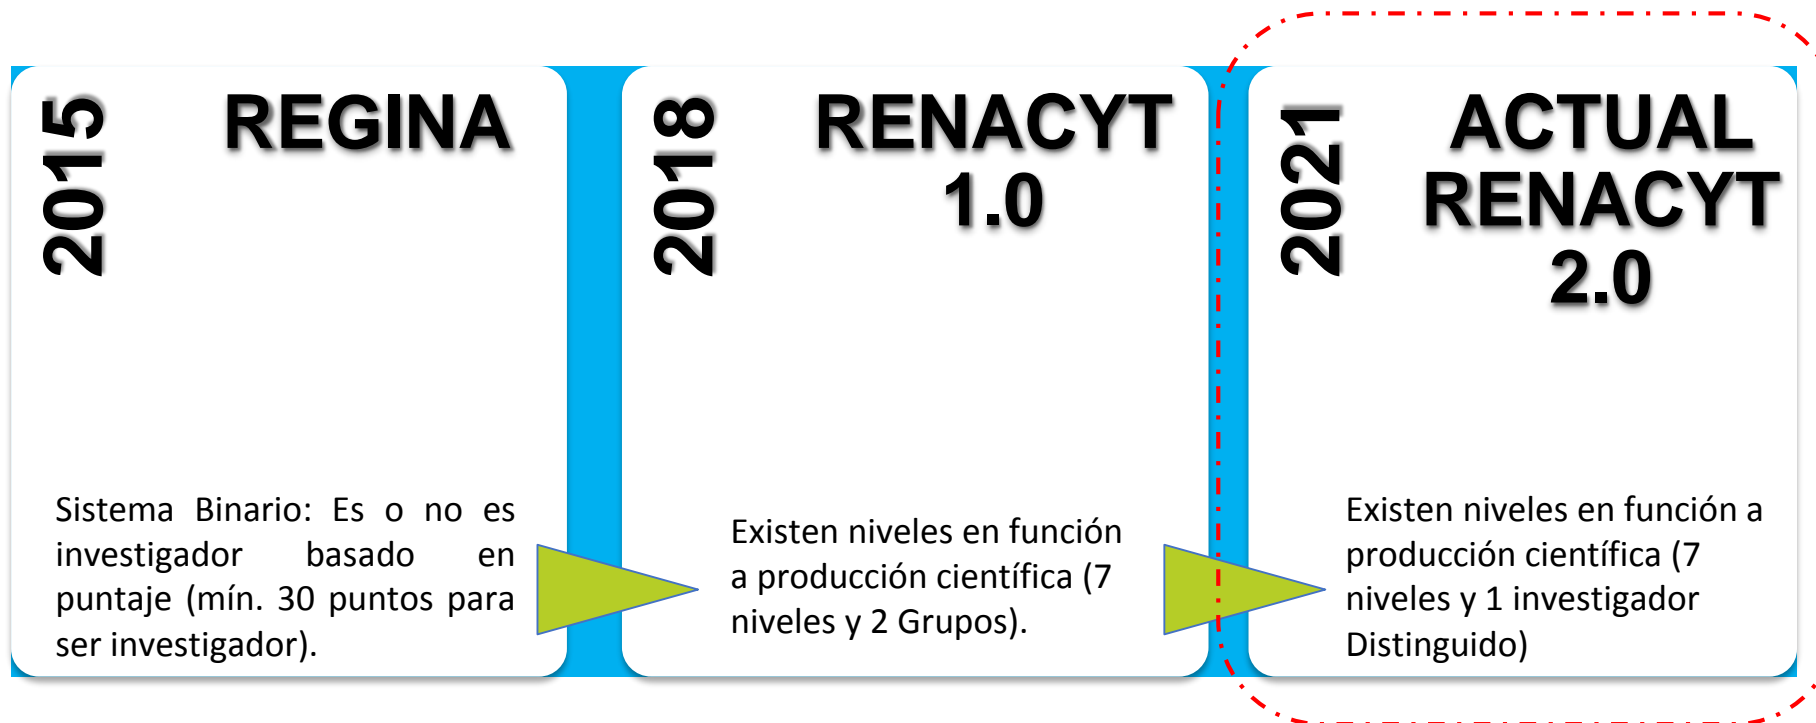 2015
REGINA
Sistema Binario: Es o no es
investigador basado en
puntaje (mín. 30 puntos para
ser investigador).
2018
RENACYT
1.0
Existen niveles en función
a producción científica (7
niveles y 2 Grupos).
2021
ACTUAL
RENACYT
2.0
Existen niveles en función a
producción científica (7
niveles y 1 investigador
Distinguido)